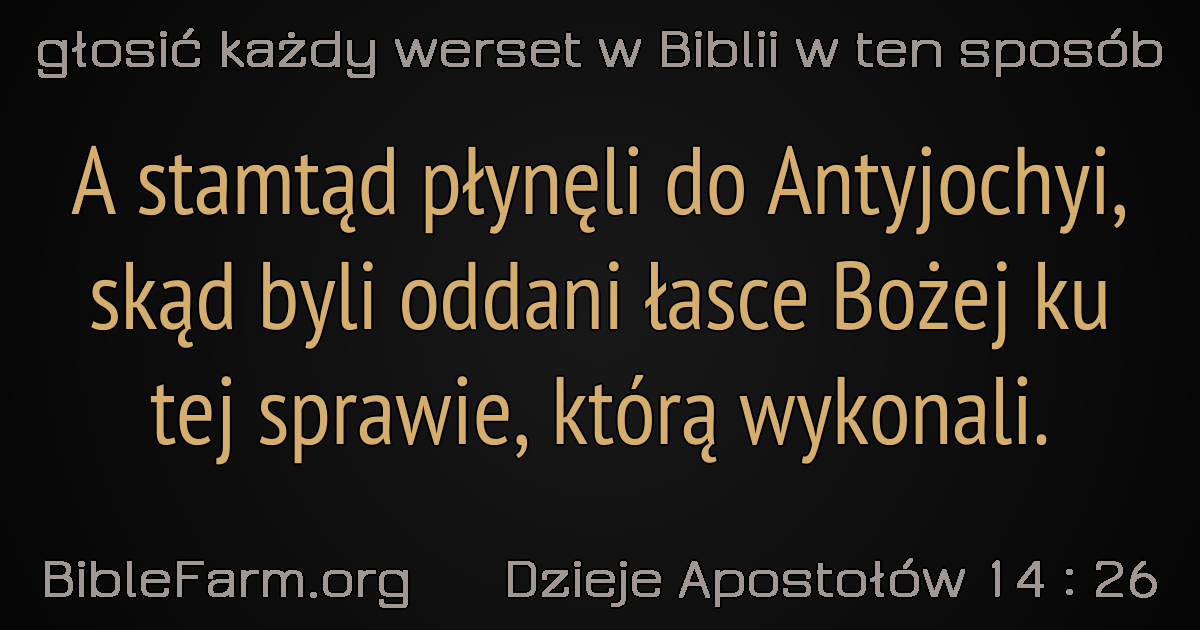 głosić każdy werset w Biblii w ten sposób
A stamtąd płynęli do Antyjochyi,
skąd byli oddani łasce Bożej ku
tej sprawie, którą wykonali.
BibleFarm.org Dzieje Apostołów 14 : 26